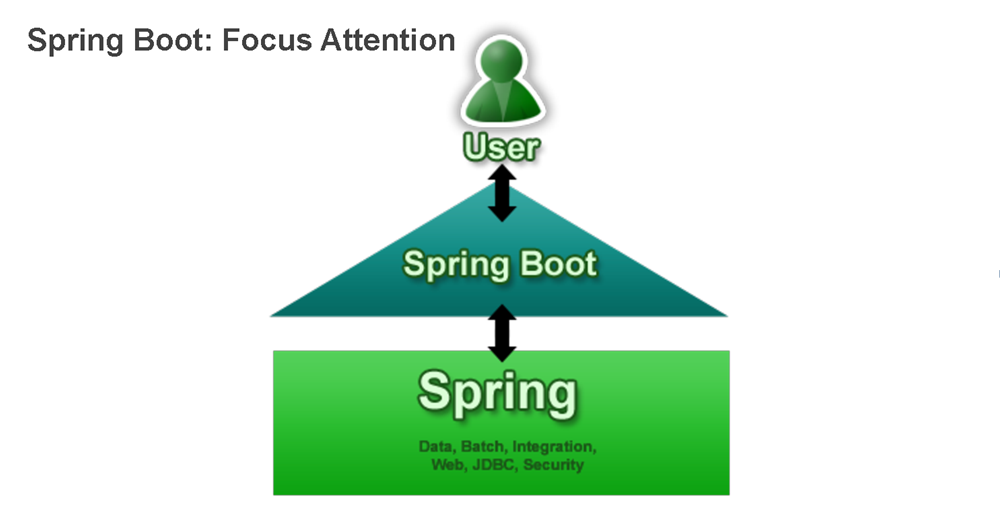 Spring Boot: Focus Attention
User
Spring Boot
Spring
Data, Batch, Integration,
Web, JDBC, Security